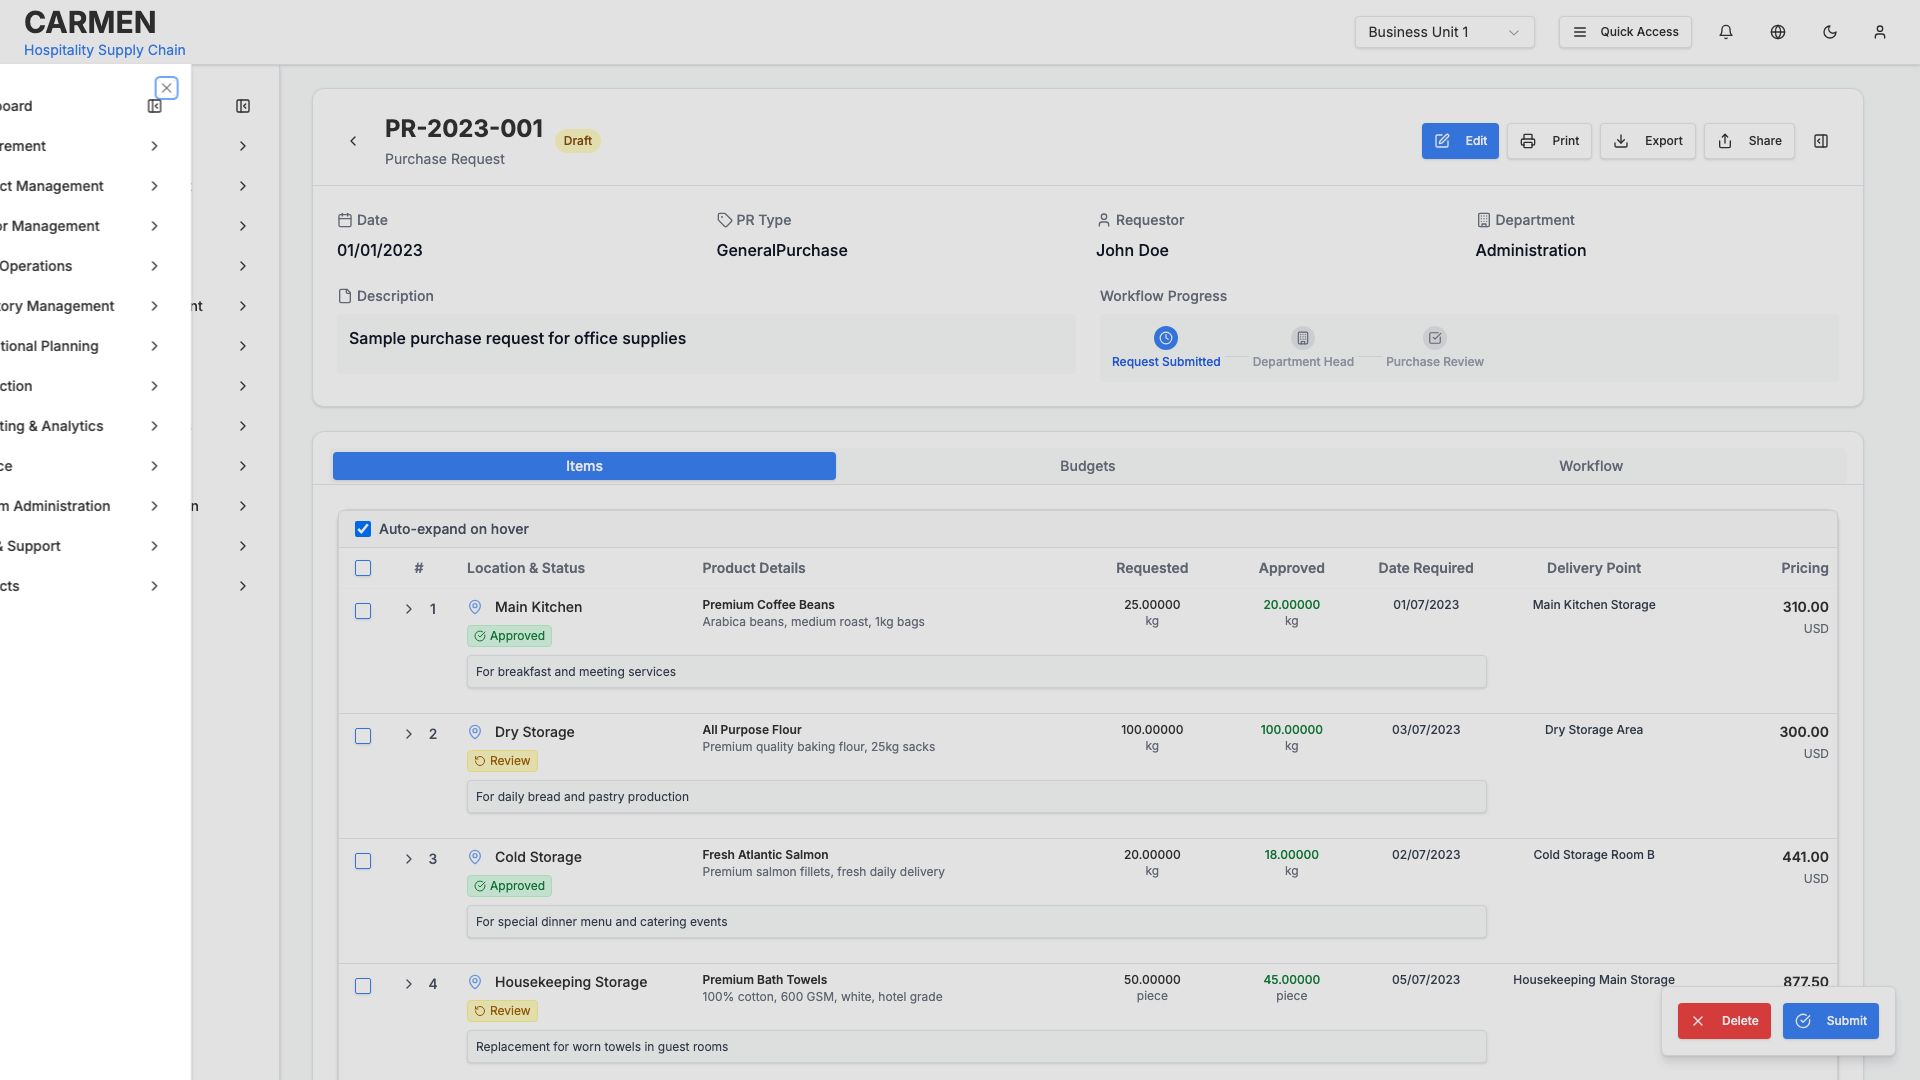 CARMEN
Hospitality Supply Chain
Business Unit 1
Quick Access
oard
rement
ct Management
or Management
Operations
tory Management
nt
tional Planning
ction
ting & Analytics
ce
m Administration
n
& Support
cts
PR-2023-001
Draft
Purchase Request
Edit
Print
Export
Share
Date
PR Type
Requestor
Department
01/01/2023
GeneralPurchase
John Doe
Administration
Description
Workflow Progress
Sample purchase request for office supplies
Request Submitted
Department Head
Purchase Review
Items
Budgets
Workflow
Auto-expand on hover
# Location & Status Product Details Requested Approved Date Required Delivery Point Pricing
1 Main Kitchen Premium Coffee Beans 25.00000 20.00000 01/07/2023 Main Kitchen Storage 310.00
Arabica beans, medium roast, 1kg bags kg kg USD
Approved
For breakfast and meeting services
2 Dry Storage All Purpose Flour 100.00000 100.00000 03/07/2023 Dry Storage Area 300.00
Premium quality baking flour, 25kg sacks kg kg USD
Review
For daily bread and pastry production
3 Cold Storage Fresh Atlantic Salmon 20.00000 18.00000 02/07/2023 Cold Storage Room B 441.00
Premium salmon fillets, fresh daily delivery kg kg USD
Approved
For special dinner menu and catering events
4 Housekeeping Storage Premium Bath Towels 50.00000 45.00000 05/07/2023 Housekeeping Main Storage 877.50
100% cotton, 600 GSM, white, hotel grade piece piece
Review
Replacement for worn towels in guest rooms
Delete
Submit